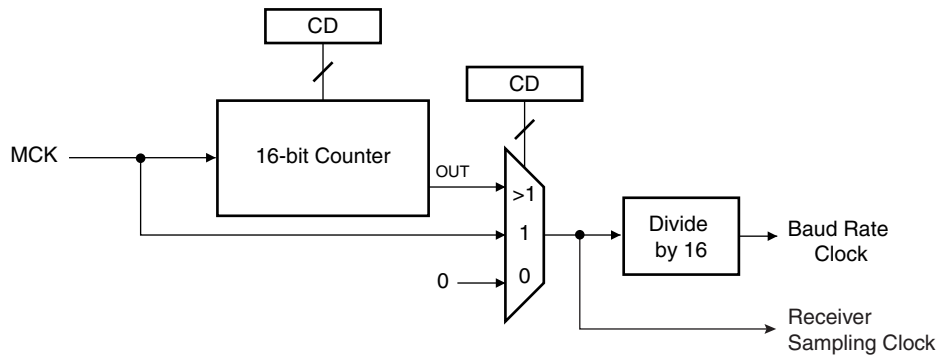 CD
CD
MCK
16-bit Counter
OUT
>1
1
0
0
Divide
by 16
Baud Rate
Clock
Receiver
Sampling Clock